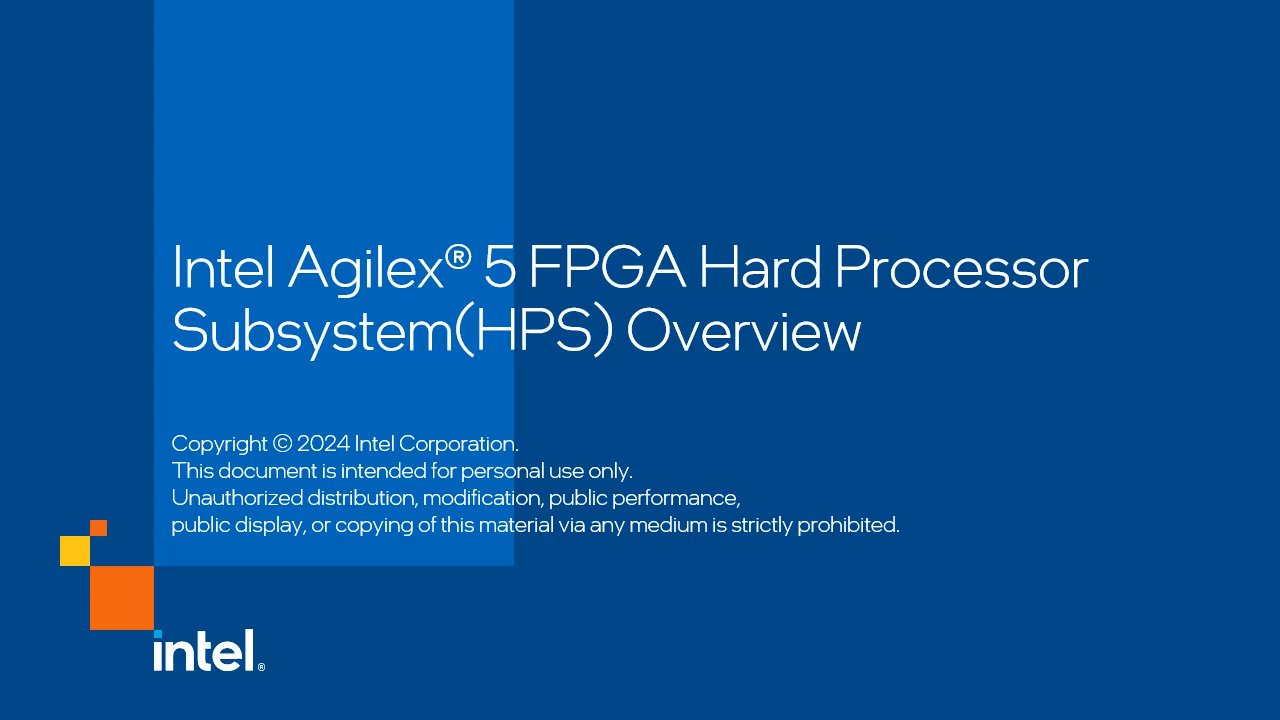 Intel Agilex® 5 FPGA Hard Processor
Subsystem(HPS) Overview
Copyright © 2024 Intel Corporation.
This document is intended for personal use only.
Unauthorized distribution, modification, public performance,
public display, or copying of this material via any medium is strictly prohibited.
intel®